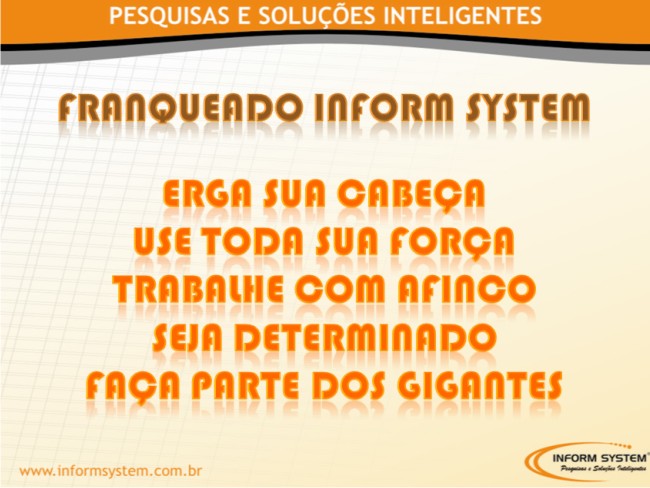 PESQUISAS E SOLUÇÕES INTELIGENTES
FRANQUEADO INFORM SYSTEM
ERGA SUA CABEÇA
USE TODA SUA FORÇA
TRABALHE COM AFINCO
SEJA DETERMINADO
FAÇA PARTE DOS GIGANTES
INFORM SYSTEM
Pesquisas e Soluções Inteligentes
www.informsystem.com.br